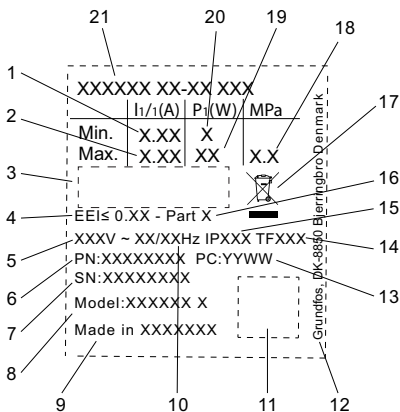 21
20
19
18
XXXXXX XX-XX XXX
I1/1(A) P1(W) MPa
1
Min. X.XX X
2
Max. X.XX XX X.X
17
3
16
4
EEI≤ 0.XX - Part X
15
5
XXXV ~ XX/XXHz IPXXX TFXXX
14
6
PN:XXXXXXXX PC:YYWW
13
7
SN:XXXXXXXX
8
Model:XXXXXX X
Made in XXXXXXX
9
10
11
12
Grundfos, DK-8850 Bjerringbro Denmark